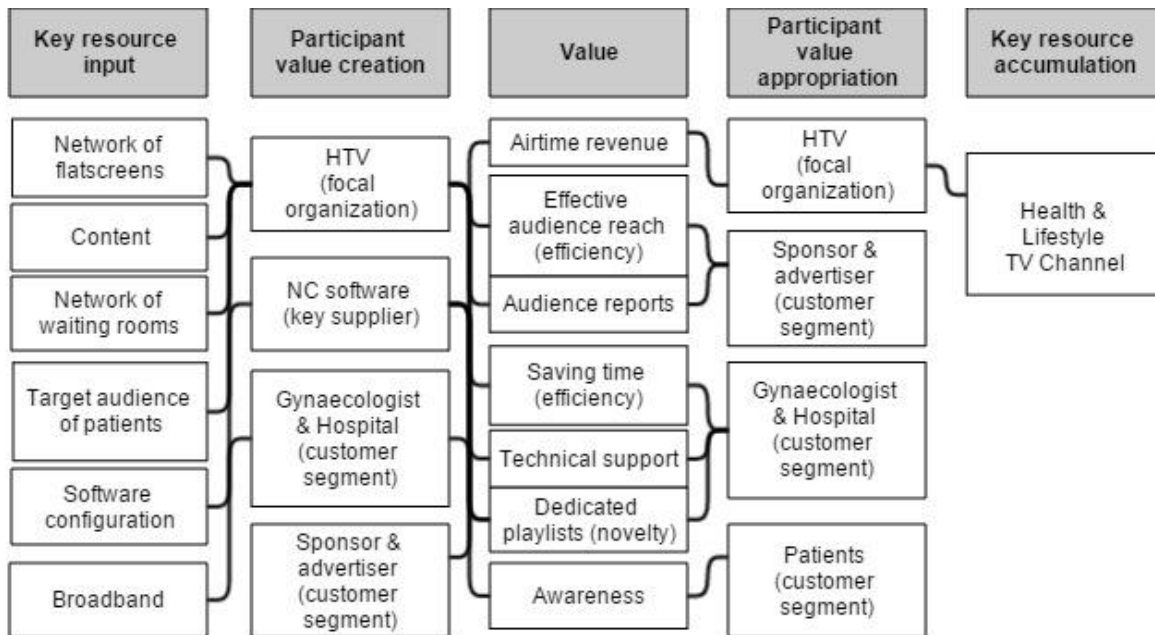 Key resource
input
Participant
value creation
Value
Participant
value
appropriation
Key resource
accumulation
Network of
flatscreens
Content
Network of
waiting rooms
Target audience
of patients
Software
configuration
Broadband
HTV
(focal
organization)
NC software
(key supplier)
Gynaecologist
& Hospital
(customer
segment)
Sponsor &
advertiser
(customer
segment)
Airtime revenue
Effective
audience reach
(efficiency)
Audience reports
Saving time
(efficiency)
Technical support
Dedicated
playlists (novelty)
Awareness
HTV
(focal
organization)
Sponsor &
advertiser
(customer
segment)
Gynaecologist
& Hospital
(customer
segment)
Patients
(customer
segment)
Health &
Lifestyle
TV Channel